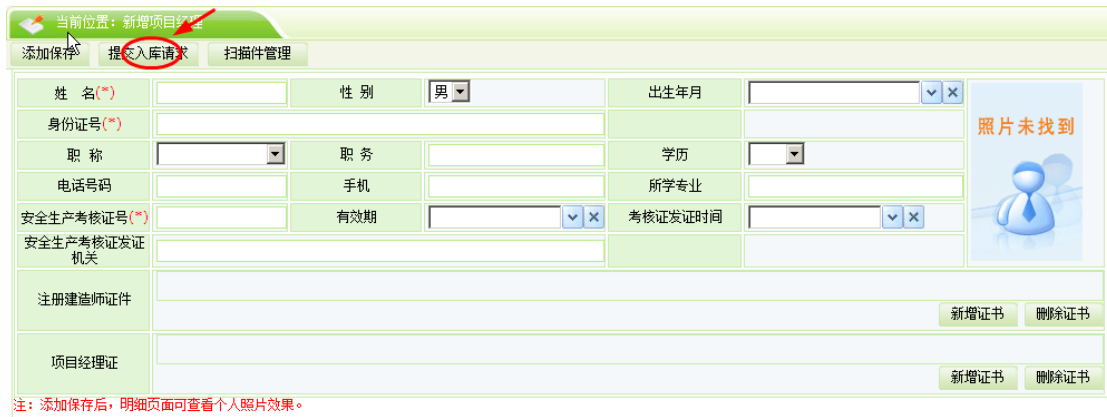 当前位置：新增项目经理
添加保存 提交入库请求 扫描件管理
姓 名(*) 性 别 男 出生年月
身份证号(*) 照片未找到
职 称 职 务 学历
电话号码 手机 所学专业
安全生产考核证号(*) 有效期 考核证发证时间
安全生产考核证发证
机关
注册建造师证件
新增证书 删除证书
项目经理证
新增证书 删除证书
注：添加保存后，明细页面可查看个人照片效果。